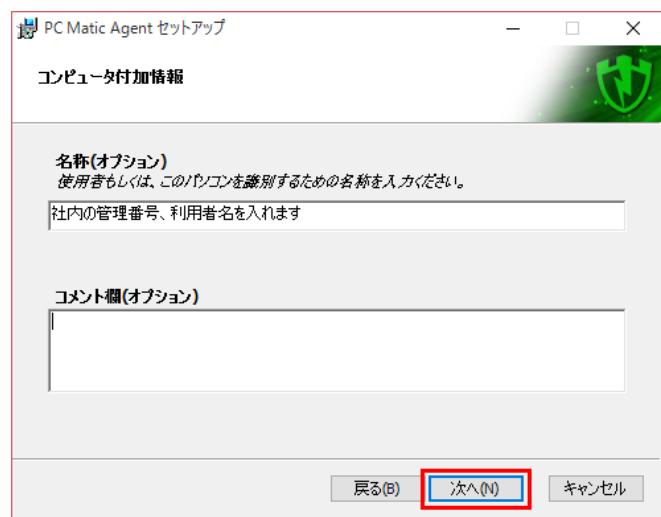 PC Matic Agent セットアップ
コンピュータ付加情報
名称(オプション)
使用者もしくは、このパソコンを識別するための名称を入力ください。
社内の管理番号、利用者名を入れます
コメント欄(オプション)
戻る(B) 次へ(N) キャンセル